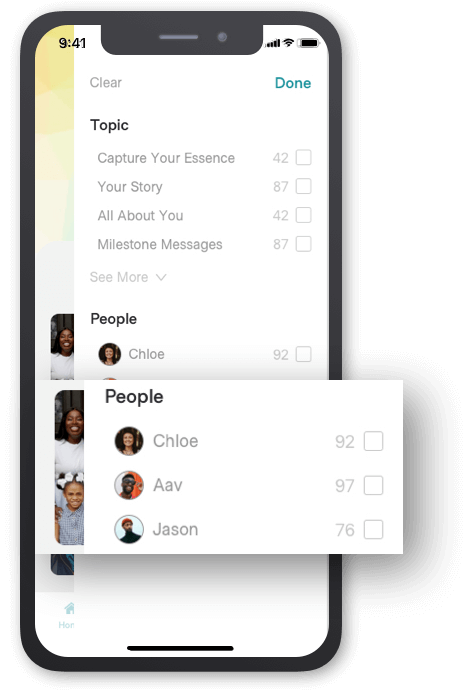 9:41
Clear Done
Topic
Capture Your Essence 42
Your Story 87
All About You 42
Milestone Messages 87
See More
People
Chloe 92
People
Chloe 92
Aav 97
Jason 76